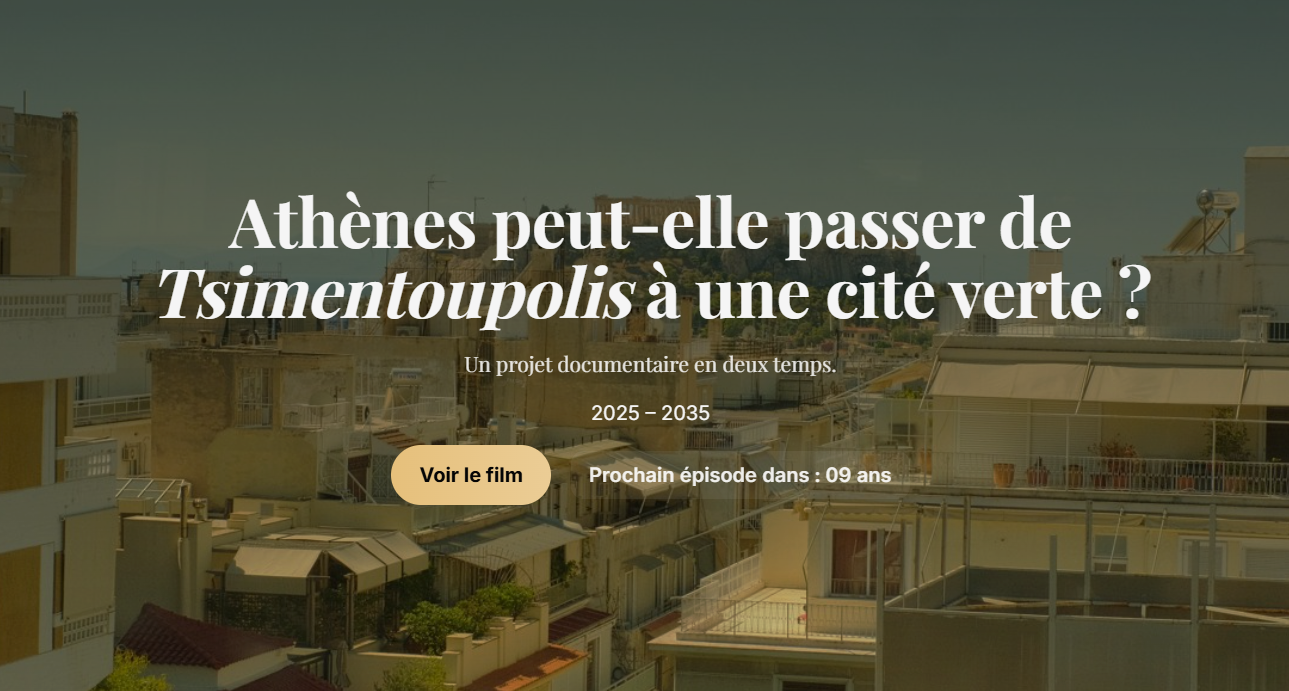 Athènes peut-elle passer de
Tsimentoupolis à une cité verte ?
Un projet documentaire en deux temps.
2025 – 2035
Voir le film
Prochain épisode dans : 09 ans